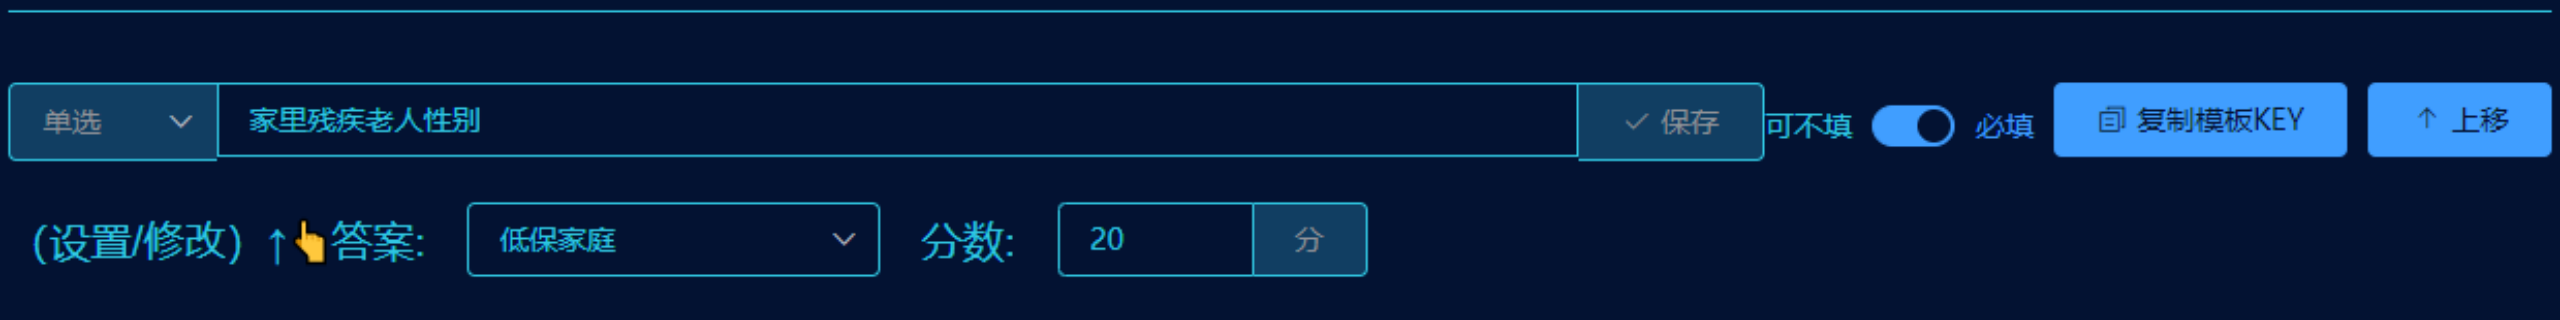 单选 家里残疾老人性别 保存 可不填 必填 复制模板KEY 上移
(设置/修改) ↑👆答案: 低保家庭 分数: 20 分